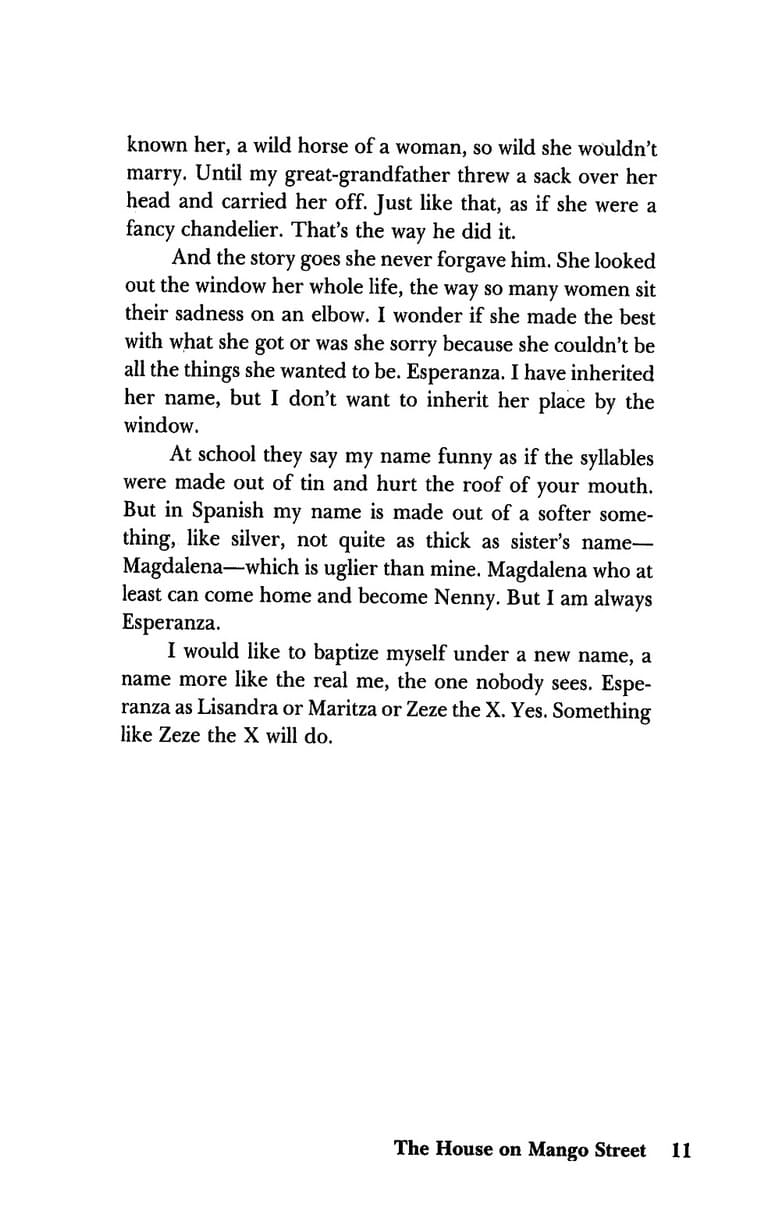 known her, a wild horse of a woman, so wild she wouldn't
marry. Until my great-grandfather threw a sack over her
head and carried her off. Just like that, as if she were a
fancy chandelier. That's the way he did it.
And the story goes she never forgave him. She looked
out the window her whole life, the way so many women sit
their sadness on an elbow. I wonder if she made the best
with what she got or was she sorry because she couldn't be
all the things she wanted to be. Esperanza. I have inherited
her name, but I don't want to inherit her place by the
window.
At school they say my name funny as if the syllables
were made out of tin and hurt the roof of your mouth.
But in Spanish my name is made out of a softer some-
thing, like silver, not quite as thick as sister's name—
Magdalena—which is uglier than mine. Magdalena who at
least can come home and become Nenny. But I am always
Esperanza.
I would like to baptize myself under a new name, a
name more like the real me, the one nobody sees. Espe-
ranza as Lisandra or Maritza or Zeze the X. Yes. Something
like Zeze the X will do.
The House on Mango Street 11